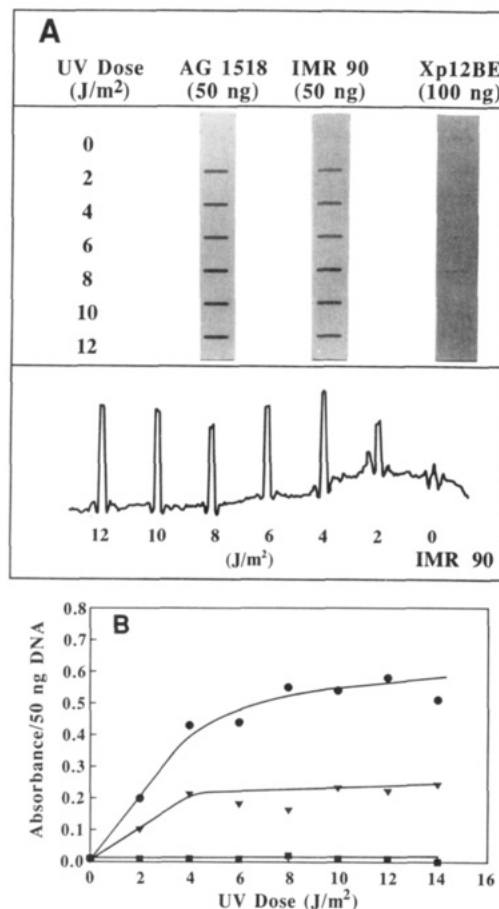 A
UV Dose AG 1518 IMR 90 Xp12BE
(J/m2) (50 ng) (50 ng) (100 ng)
0
2
4
6
8
10
12
12 10 8 6 4 2 0
(J/m2) IMR 90
B
Absorbance/50 ng DNA
0.8
0.7
0.6
0.5
0.4
0.3
0.2
0.1
0.0
0 2 4 6 8 10 12 14 16
UV Dose (J/m2)